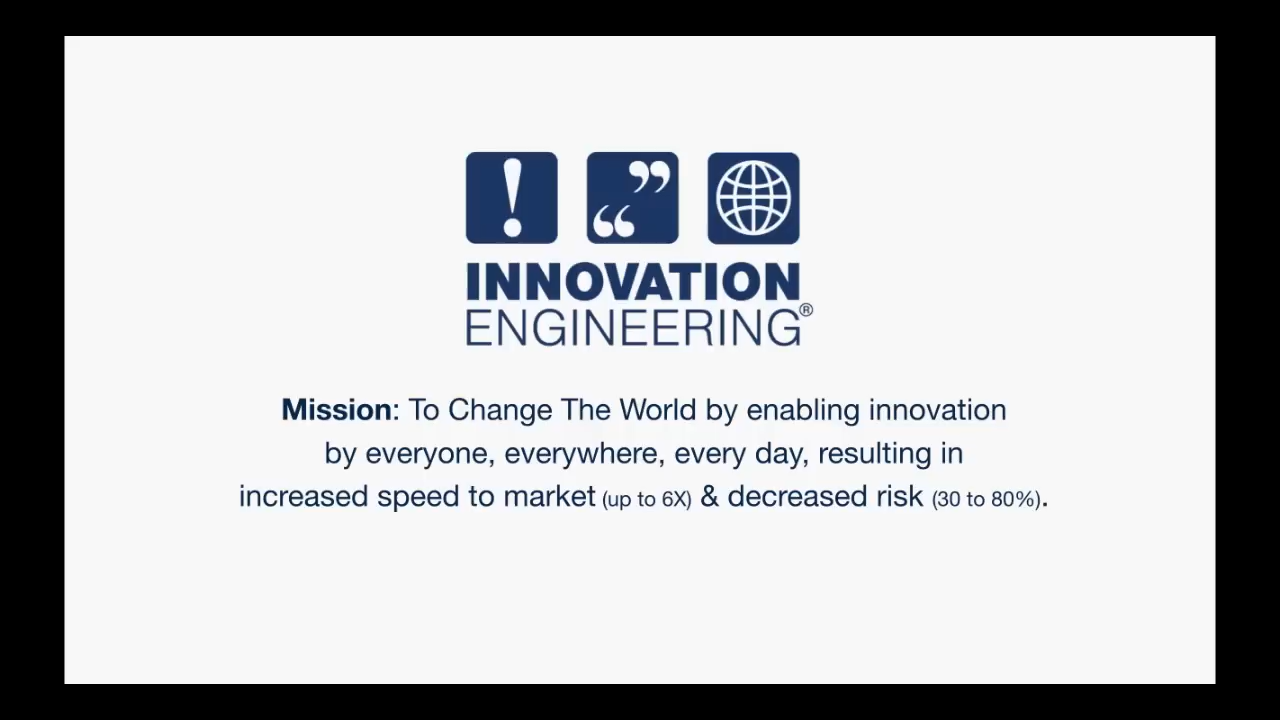 INNOVATION
ENGINEERING®
Mission: To Change The World by enabling innovation
by everyone, everywhere, every day, resulting in
increased speed to market (up to 6X) & decreased risk (30 to 80%).